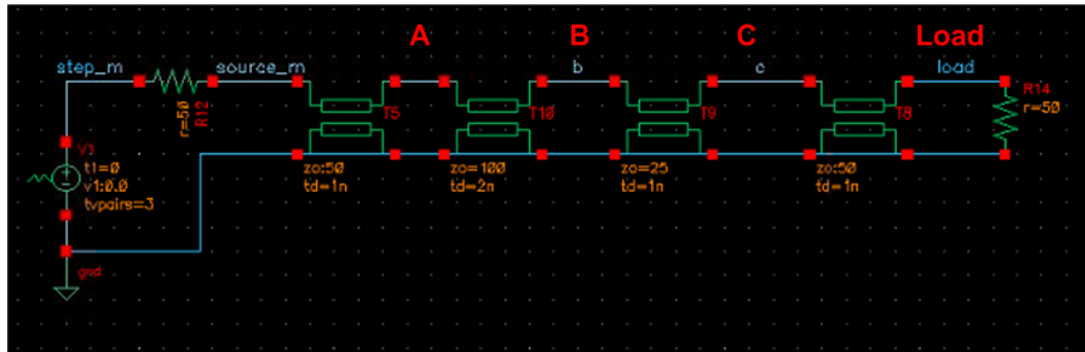 A B C Load
step_m source_m b c load
R14
r=50
r=50
R12
T5 T10 T9 T8
V3
t1=0
v1:0.0
tvpairs=3
zo:50 zo=100 zo=25 zo:50
td=1n td=2n td=1n td=1n
gnd